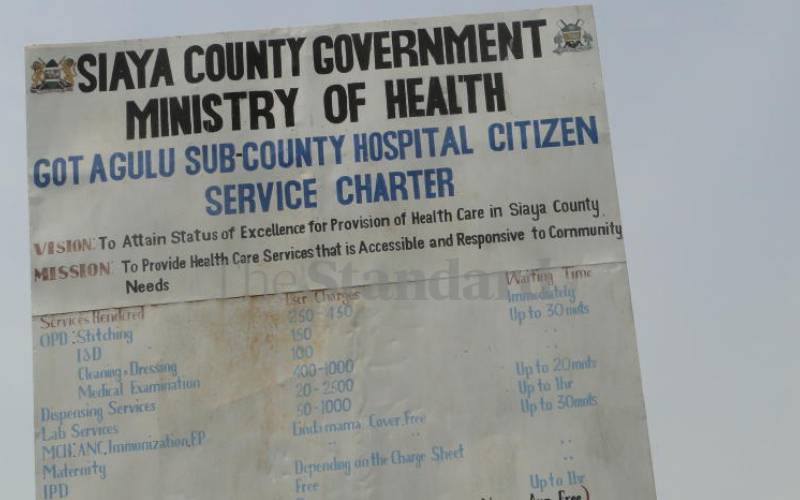 SIAYA COUNTY GOVERNMENT
MINISTRY OF HEALTH
GOT AGULU SUB-COUNTY HOSPITAL CITIZEN
SERVICE CHARTER
VISION: To Attain Status of Excellence for Provision of Health Care in Siaya County
MISSION: To Provide Health Care Services that is Accessible and Responsive to Community
Needs
The Standard
Services Rendered User Charges Waiting Time
OPD: Stitching 250 - 450 Immediately
I&D 150 Up to 30mnts
Cleaning & Dressing 100 ,,
Medical Examination 400-1000
Dispensing Services 20 - 2500 Up to 20mnts
Lab Services 50 - 1000 Up to 1hr
MCH, ANC, Immunization, FP Linda mama Cover, Free Up to 30mnts
Maternity ,, ,,
IPD Depending on the Charge Sheet ,,
Free Up to 1hr
Free)